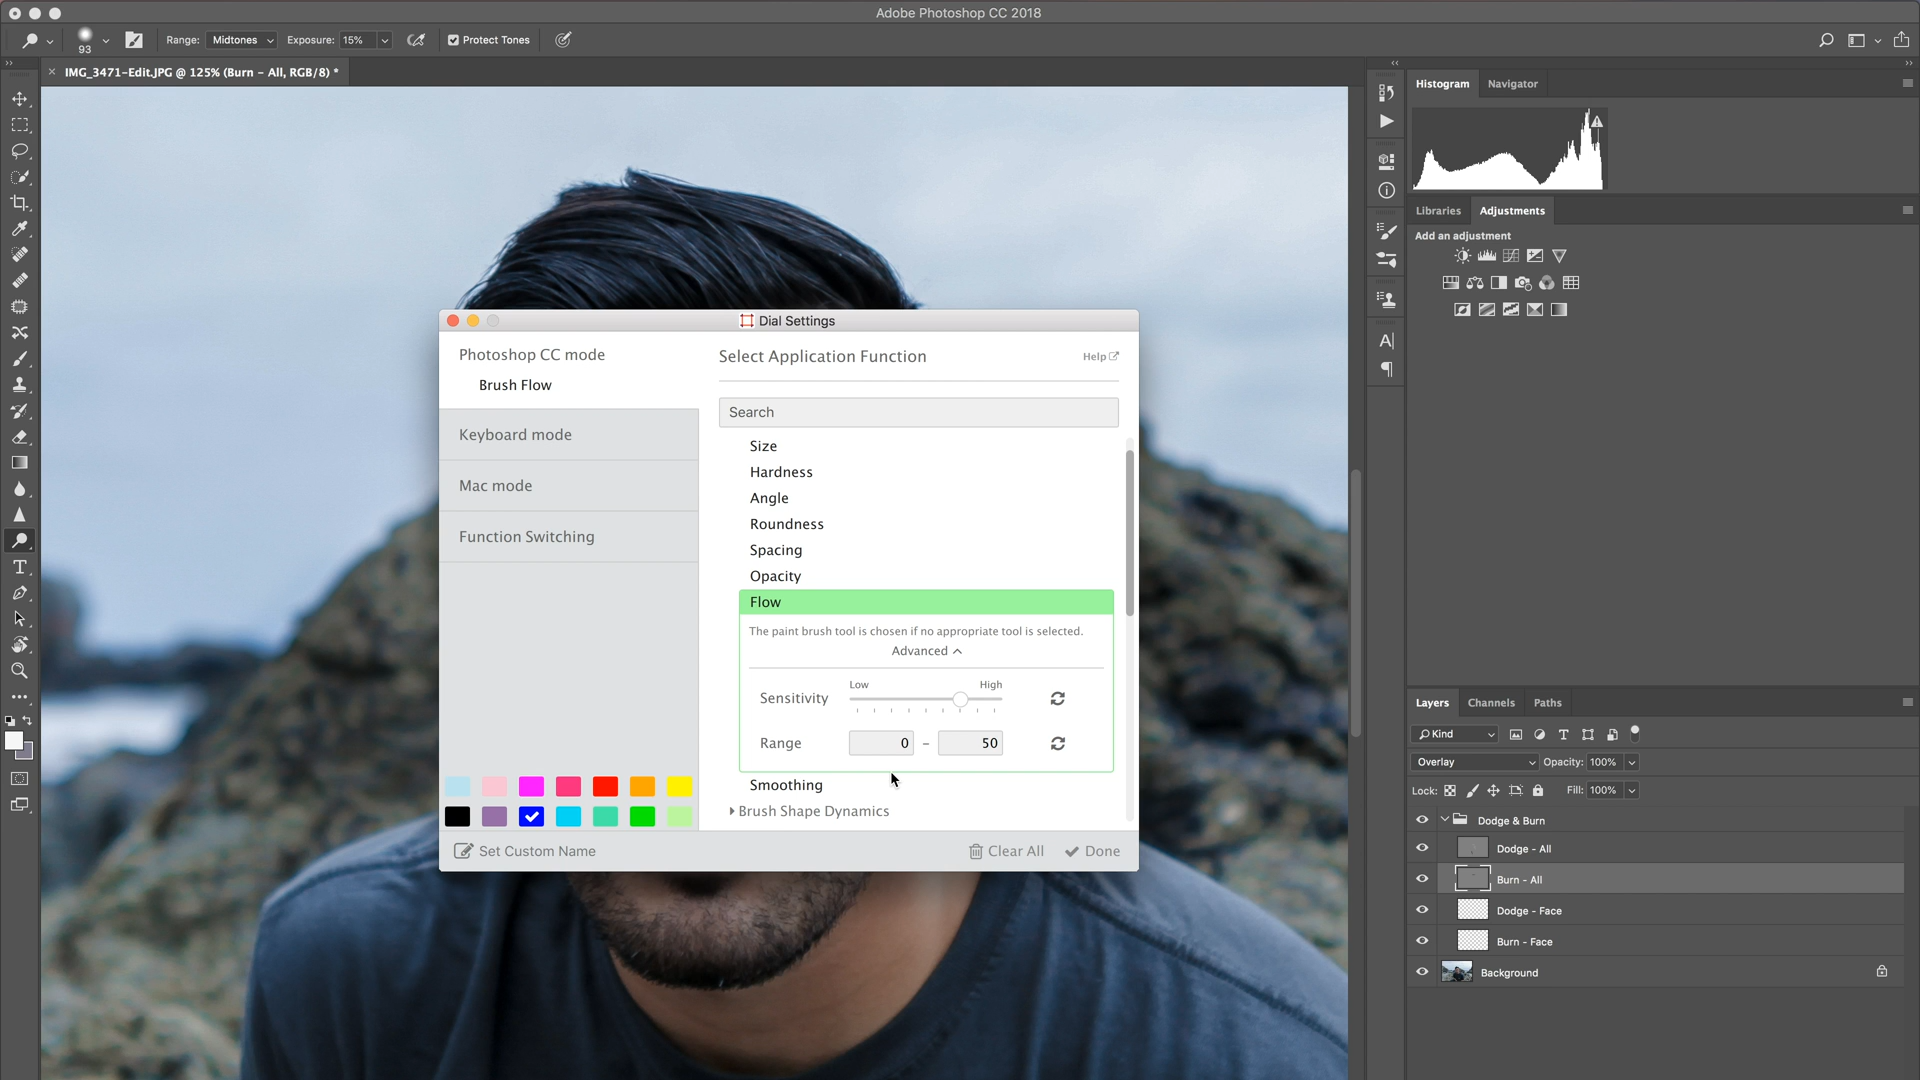 Adobe Photoshop CC 2018
93
Range: Midtones
Exposure: 15%
Protect Tones
IMG_3471-Edit.JPG @ 125% (Burn - All, RGB/8) *
Histogram
Navigator
Libraries
Adjustments
Add an adjustment
Dial Settings
Photoshop CC mode
Brush Flow
Keyboard mode
Mac mode
Function Switching
Select Application Function
Help
Search
Size
Hardness
Angle
Roundness
Spacing
Opacity
Flow
The paint brush tool is chosen if no appropriate tool is selected.
Advanced
Low
High
Sensitivity
Range 0 - 50
Smoothing
Brush Shape Dynamics
Set Custom Name
Clear All
Done
Layers
Channels
Paths
Kind
Overlay
Opacity: 100%
Lock:
Fill: 100%
Dodge & Burn
Dodge - All
Burn - All
Dodge - Face
Burn - Face
Background